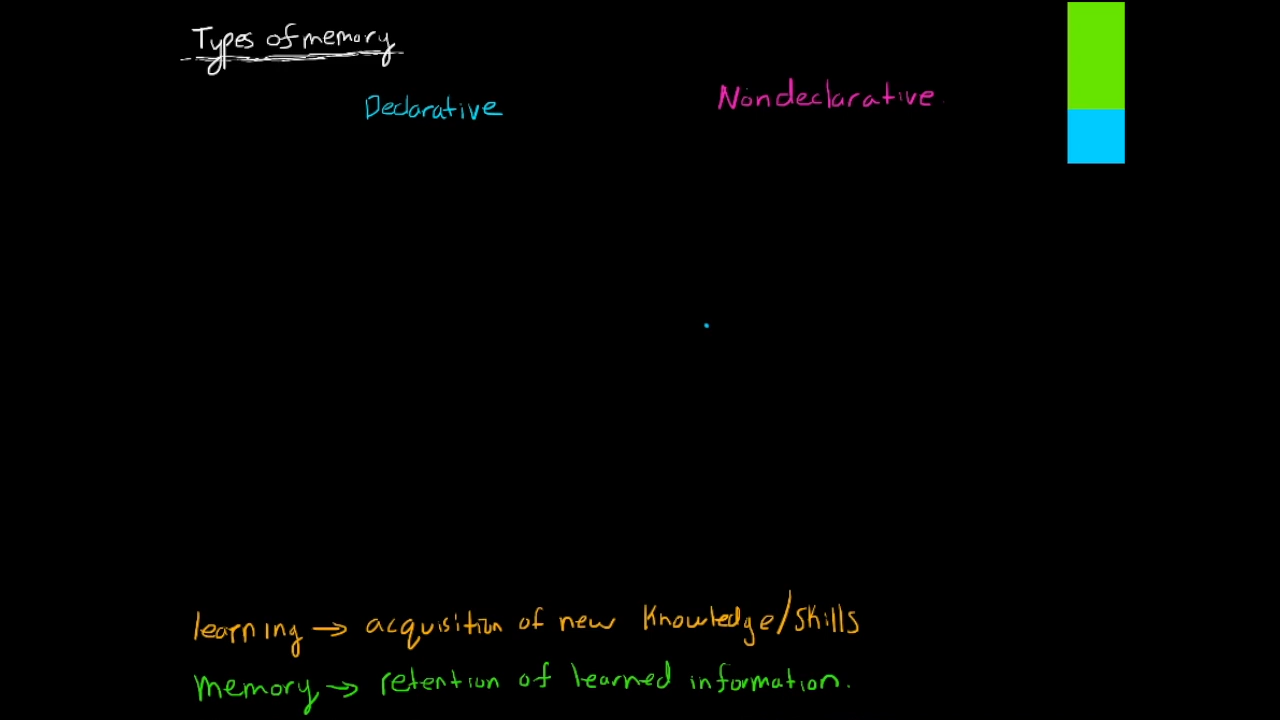 Types of memory
Declarative
Nondeclarative
learning → acquisition of new knowledge/skills
memory → retention of learned information.